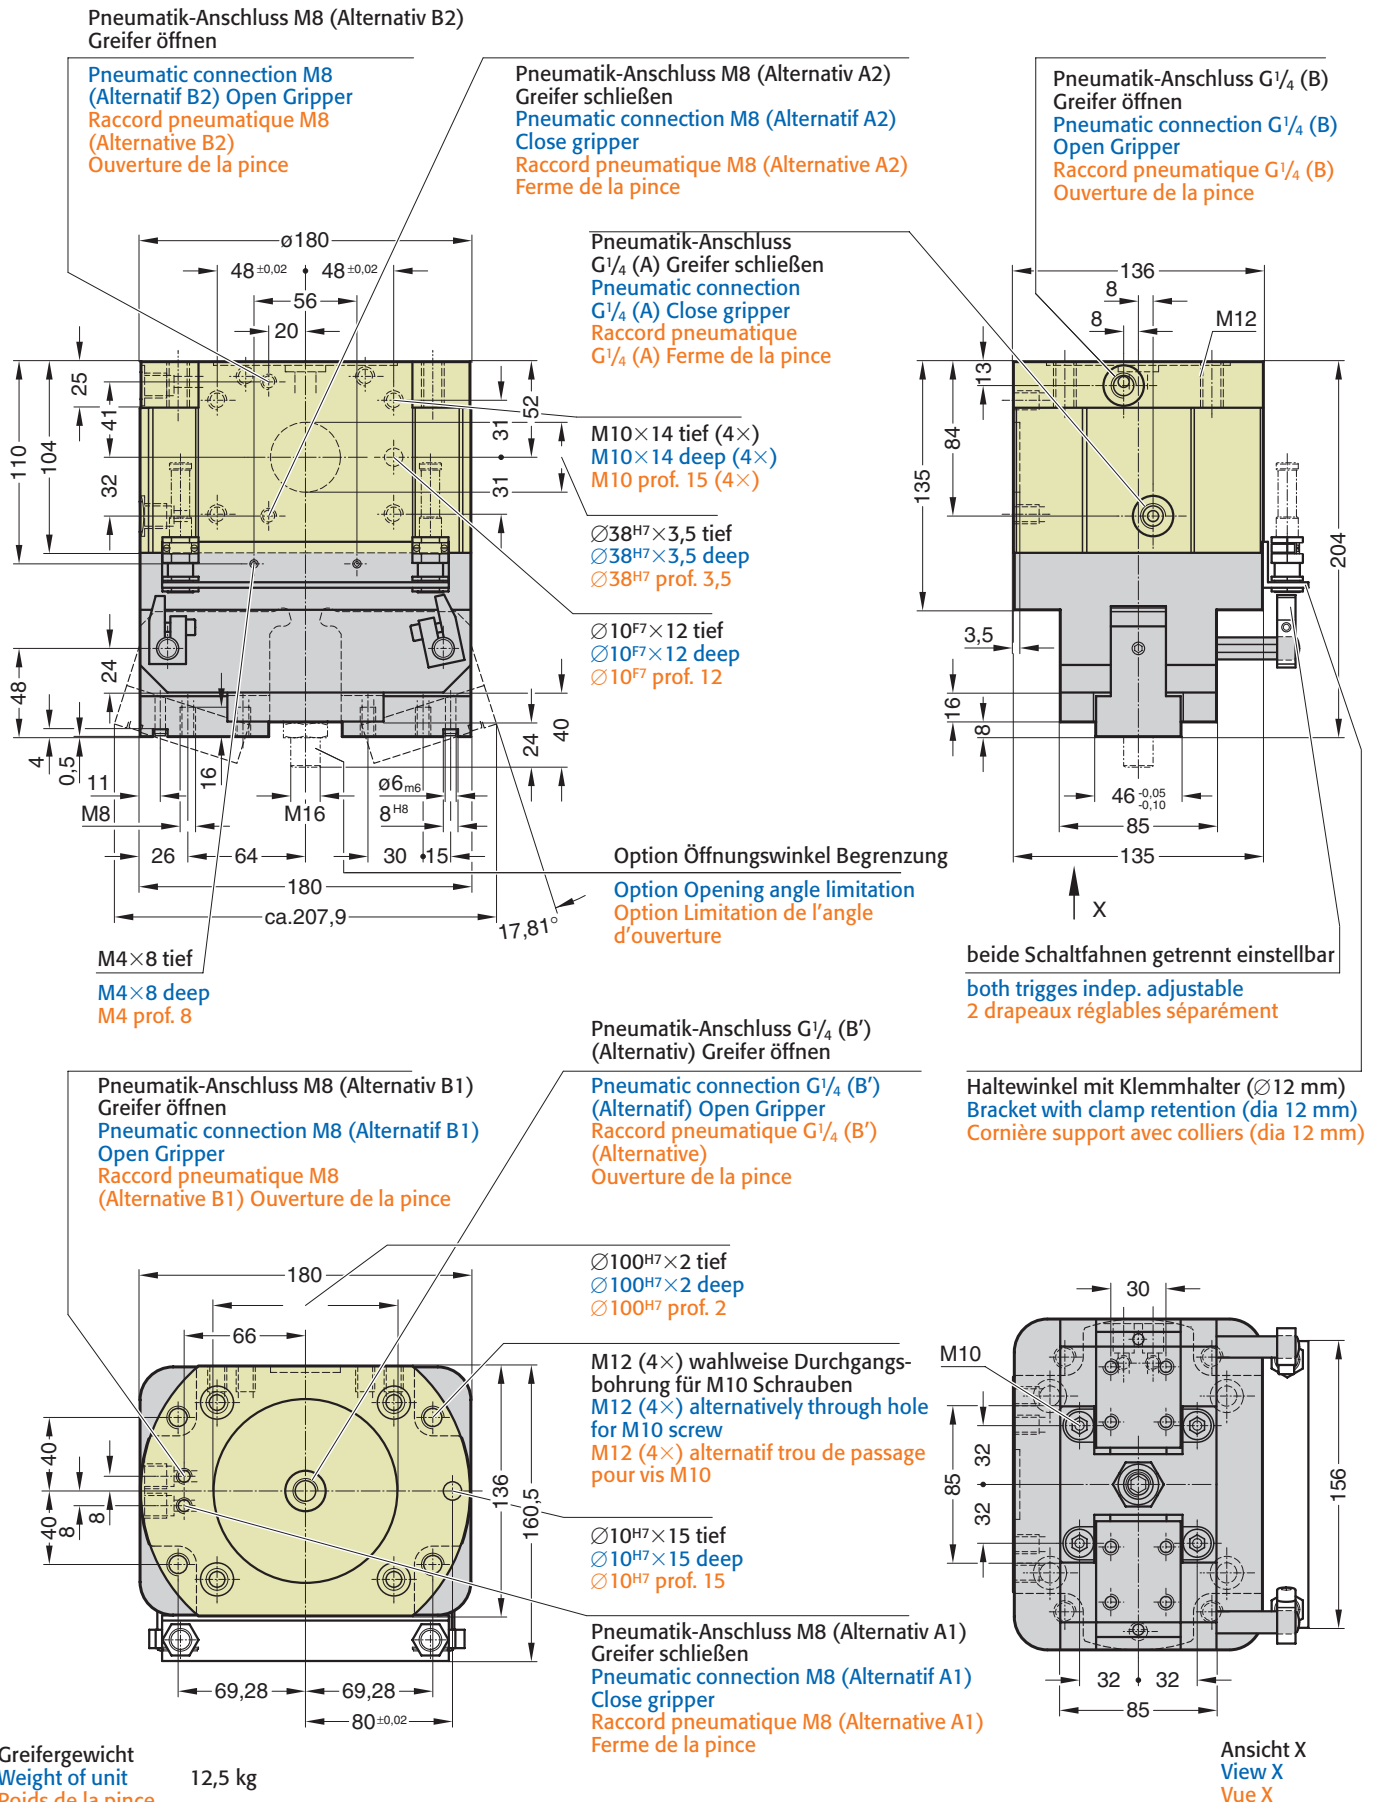 Pneumatik-Anschluss M8 (Alternativ B2)
Greifer öffnen
Pneumatic connection M8
(Alternatif B2) Open Gripper
Raccord pneumatique M8
(Alternative B2)
Ouverture de la pince
Pneumatik-Anschluss M8 (Alternativ A2)
Greifer schließen
Pneumatic connection M8 (Alternatif A2)
Close gripper
Raccord pneumatique M8 (Alternative A2)
Ferme de la pince
Pneumatik-Anschluss G1/4 (B)
Greifer öffnen
Pneumatic connection G1/4 (B)
Open Gripper
Raccord pneumatique G1/4 (B)
Ouverture de la pince
Pneumatik-Anschluss
G1/4 (A) Greifer schließen
Pneumatic connection
G1/4 (A) Close gripper
Raccord pneumatique
G1/4 (A) Ferme de la pince
ø180
48 ±0,02 48 ±0,02
56
20
25
41
32
110
104
52
31
31
M10×14 tief (4×)
M10×14 deep (4×)
M10 prof. 15 (4×)
∅38H7×3,5 tief
∅38H7×3,5 deep
∅38H7 prof. 3,5
∅10F7×12 tief
∅10F7×12 deep
∅10F7 prof. 12
24
48
4
0,5
16
24
40
11
M8
M16
ø6m6
8H8
26 64 30 15
180
ca.207,9
17,81°
136
8
8
M12
13
84
135
204
3,5
16
8
46 -0,05 -0,10
85
135
X
Option Öffnungswinkel Begrenzung
Option Opening angle limitation
Option Limitation de l'angle
d'ouverture
M4×8 tief
M4×8 deep
M4 prof. 8
beide Schaltfahnen getrennt einstellbar
both trigges indep. adjustable
2 drapeaux réglables séparément
Pneumatik-Anschluss G1/4 (B')
(Alternativ) Greifer öffnen
Pneumatic connection G1/4 (B')
(Alternatif) Open Gripper
Raccord pneumatique G1/4 (B')
(Alternative)
Ouverture de la pince
Haltewinkel mit Klemmhalter (∅12 mm)
Bracket with clamp retention (dia 12 mm)
Cornière support avec colliers (dia 12 mm)
Pneumatik-Anschluss M8 (Alternativ B1)
Greifer öffnen
Pneumatic connection M8 (Alternatif B1)
Open Gripper
Raccord pneumatique M8
(Alternative B1) Ouverture de la pince
∅100H7×2 tief
∅100H7×2 deep
∅100H7 prof. 2
M12 (4×) wahlweise Durchgangs-
bohrung für M10 Schrauben
M12 (4×) alternatively through hole
for M10 screw
M12 (4×) alternatif trou de passage
pour vis M10
∅10H7×15 tief
∅10H7×15 deep
∅10H7 prof. 15
Pneumatik-Anschluss M8 (Alternativ A1)
Greifer schließen
Pneumatic connection M8 (Alternatif A1)
Close gripper
Raccord pneumatique M8 (Alternative A1)
Ferme de la pince
180
66
40
40
8
8
136
160,5
69,28 69,28
80±0,02
30
M10
32
32
85
156
32 32
85
Greifergewicht
Weight of unit 12,5 kg
Poids de la pince
Ansicht X
View X
Vue X